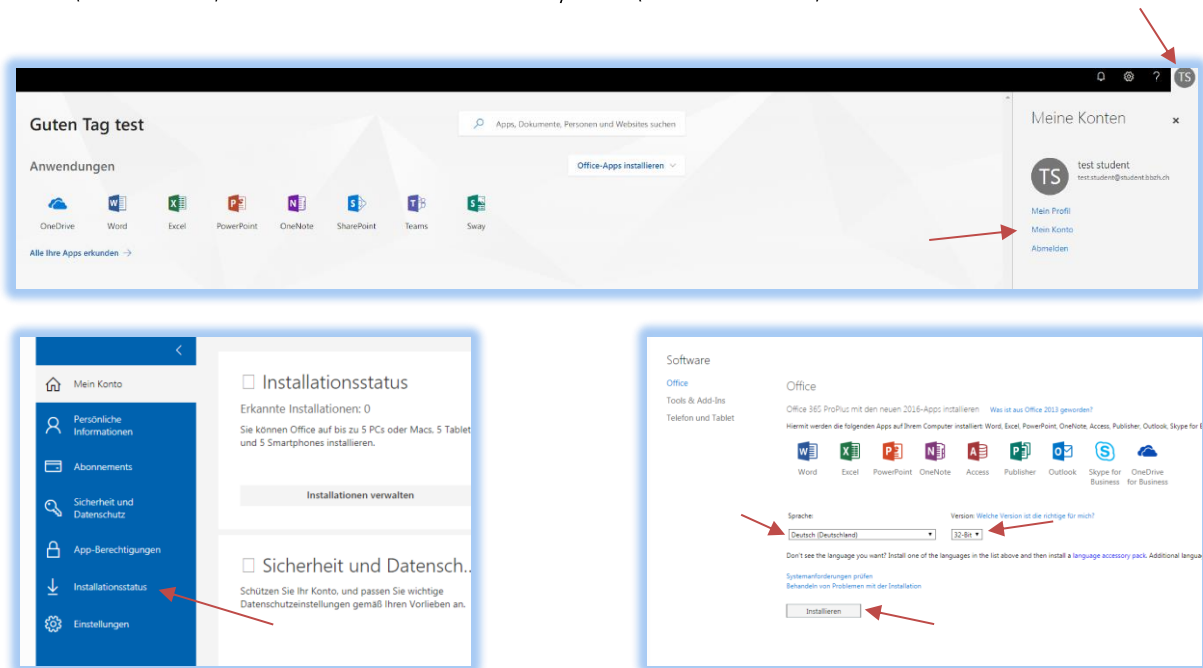 ? TS
Guten Tag test
Apps, Dokumente, Personen und Websites suchen
Anwendungen
Office-Apps installieren
OneDrive Word Excel PowerPoint OneNote SharePoint Teams Sway
Alle Ihre Apps erkunden →
Meine Konten ×
TS
test student
test.student@student.bbzh.ch
Mein Profil
Mein Konto
Abmelden
Mein Konto
Persönliche
Informationen
Abonnements
Sicherheit und
Datenschutz
App-Berechtigungen
Installationsstatus
Einstellungen
Installationsstatus
Erkannte Installationen: 0
Sie können Office auf bis zu 5 PCs oder Macs. 5 Tablet
und 5 Smartphones installieren.
Installationen verwalten
Sicherheit und Datensch..
Schützen Sie Ihr Konto, und passen Sie wichtige
Datenschutzeinstellungen gemäß Ihren Vorlieben an.
Software
Office
Tools & Add-Ins
Telefon und Tablet
Office
Office 365 ProPlus mit den neuen 2016-Apps installieren Was ist aus Office 2013 geworden?
Hiermit werden die folgenden Apps auf Ihrem Computer installiert: Word, Excel, PowerPoint, OneNote, Access, Publisher, Outlook, Skype for
Word Excel PowerPoint OneNote Access Publisher Outlook Skype for OneDrive
Business for Business
Sprache: Version: Welche Version ist die richtige für mich?
Deutsch (Deutschland) 32-Bit
Don't see the language you want? Install one of the languages in the list above and then install a language accessory pack. Additional
Systemanforderungen prüfen
Behandeln von Problemen mit der Installation
Installieren